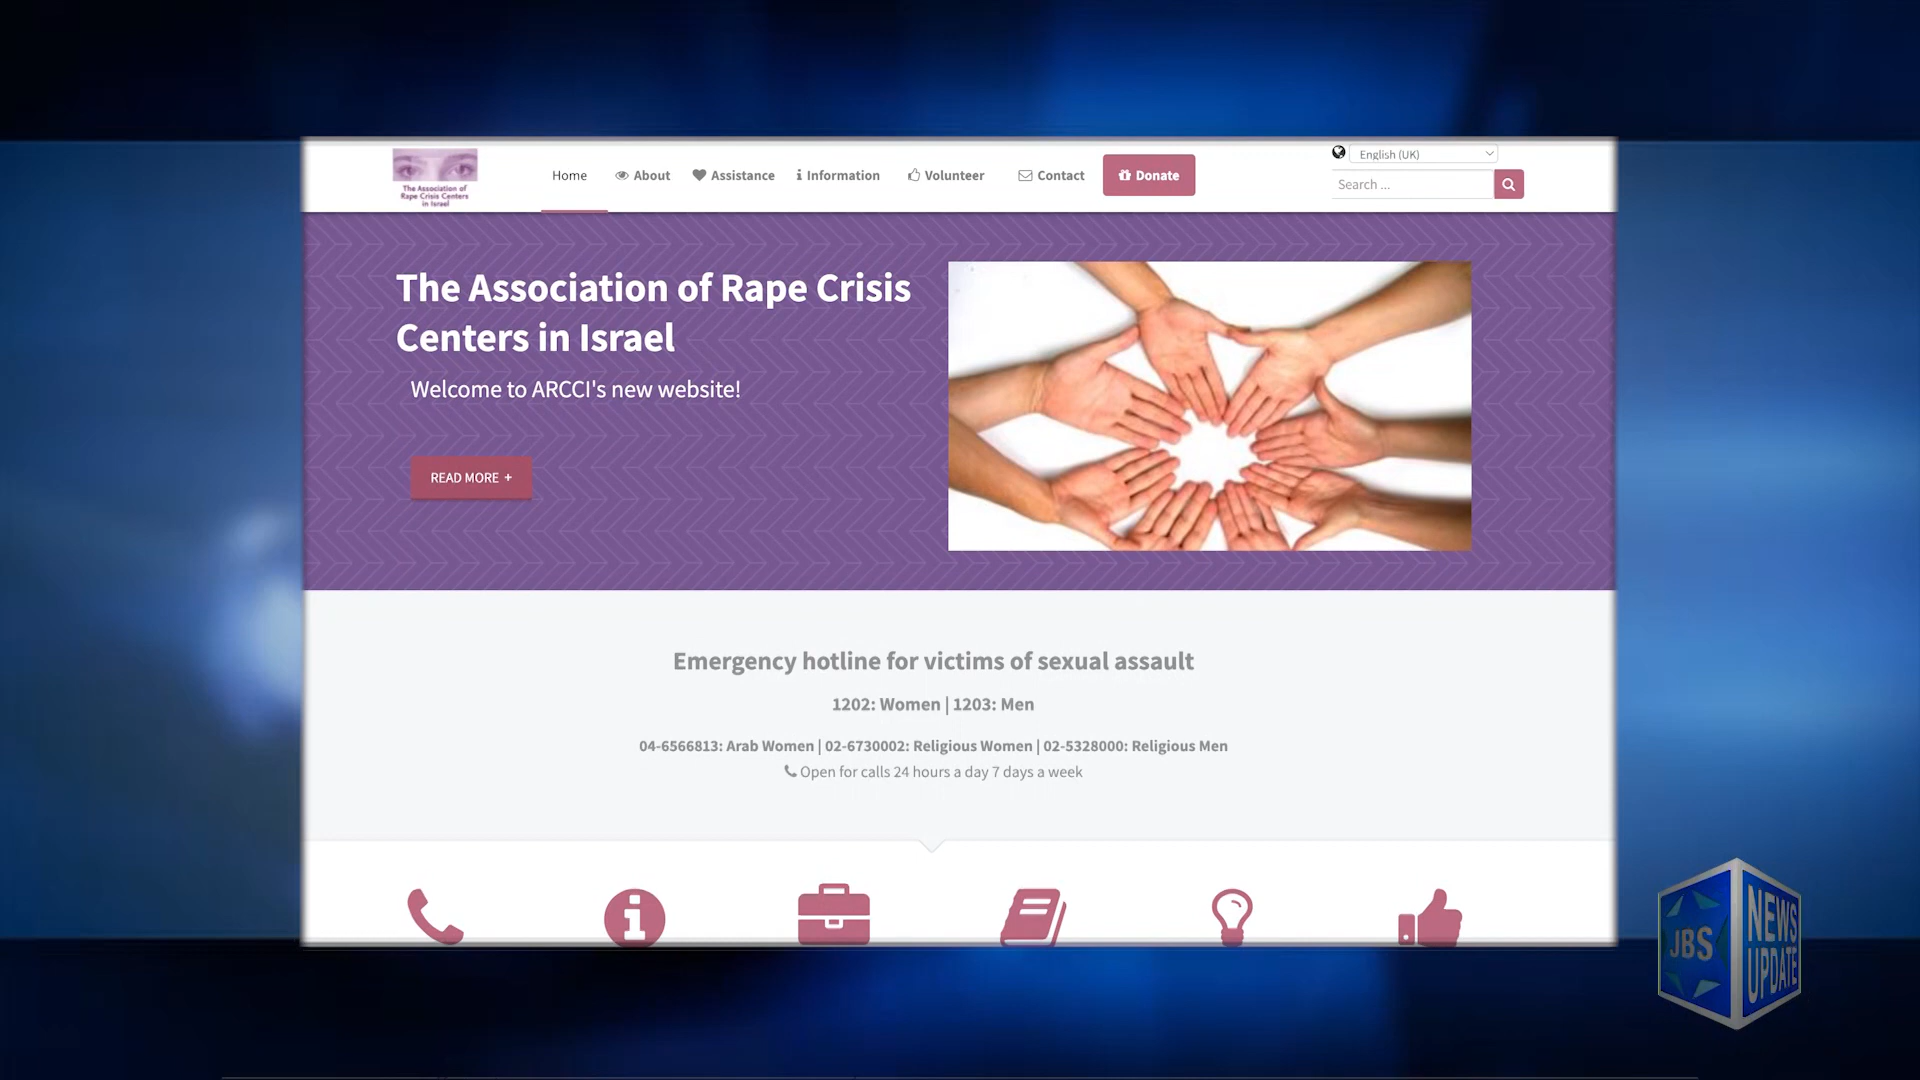 The Association of
Rape Crisis Centers
in Israel
Home
About
Assistance
Information
Volunteer
Contact
Donate
English (UK)
Search ...
The Association of Rape Crisis
Centers in Israel
Welcome to ARCCI's new website!
READ MORE +
Emergency hotline for victims of sexual assault
1202: Women | 1203: Men
04-6566813: Arab Women | 02-6730002: Religious Women | 02-5328000: Religious Men
Open for calls 24 hours a day 7 days a week
JBS
NEWS
UPDATE